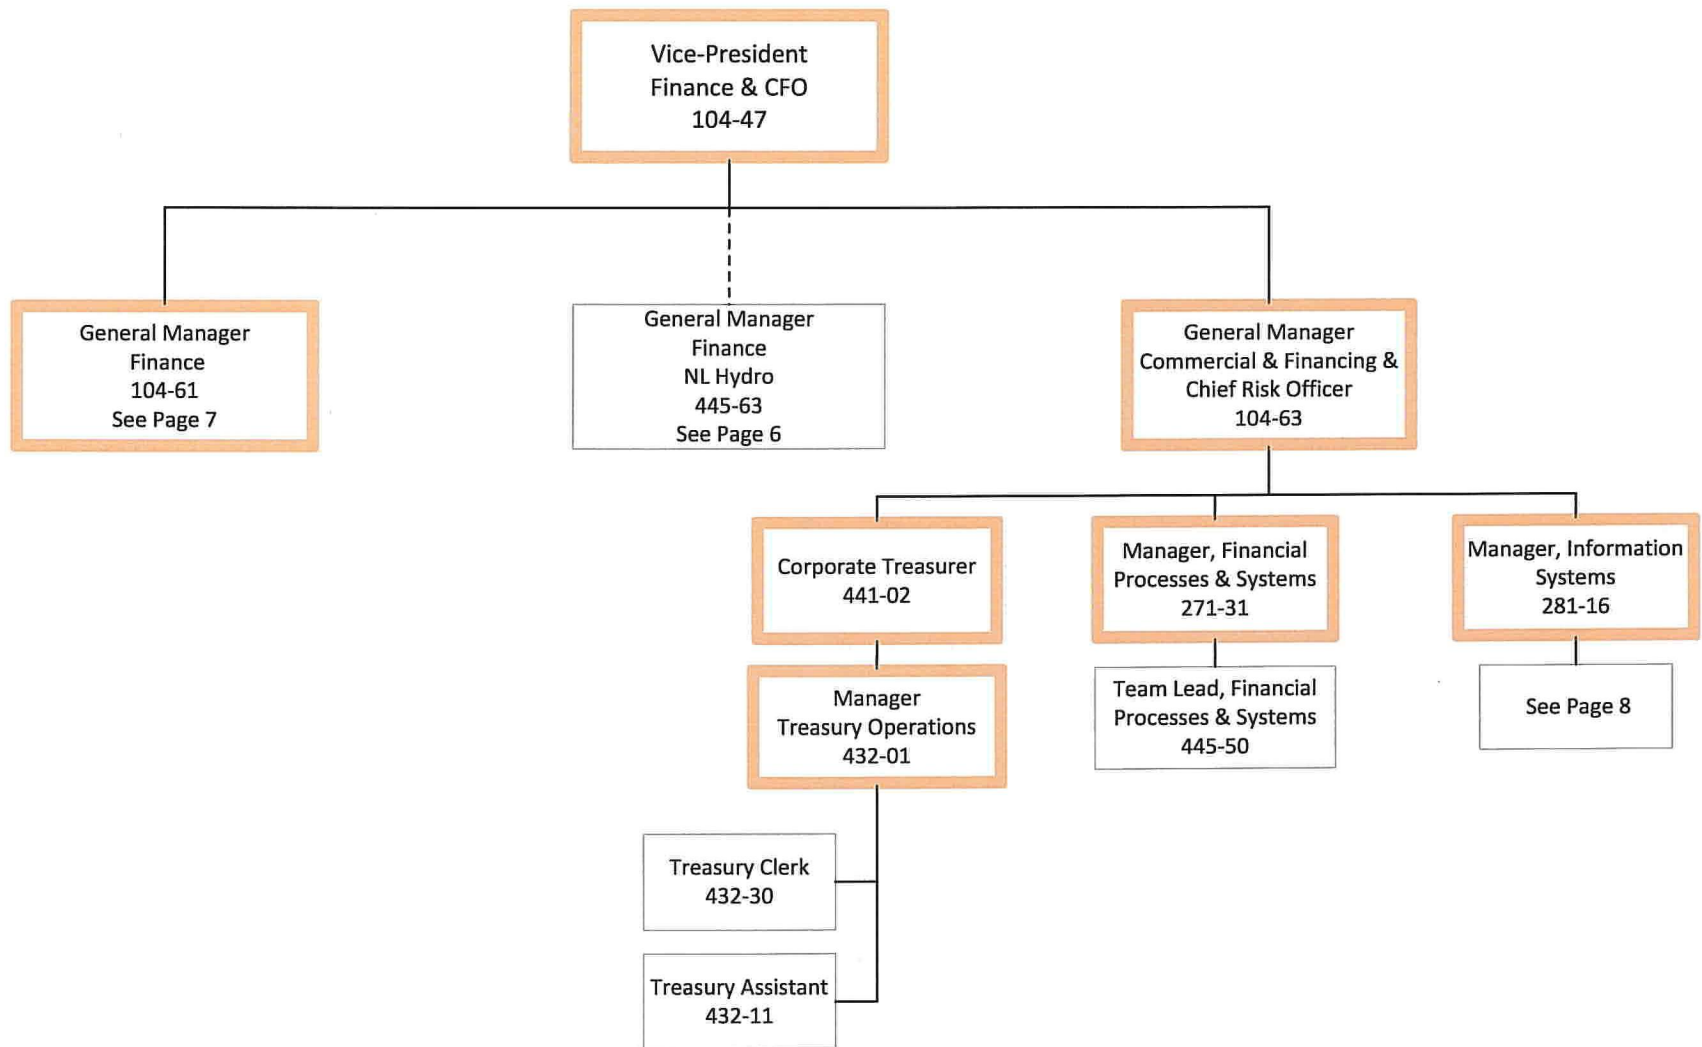 Vice-President
Finance & CFO
104-47
General Manager
Finance
104-61
See Page 7
General Manager
Finance
NL Hydro
445-63
See Page 6
General Manager
Commercial & Financing &
Chief Risk Officer
104-63
Corporate Treasurer
441-02
Manager, Financial
Processes & Systems
271-31
Manager, Information
Systems
281-16
Manager
Treasury Operations
432-01
Team Lead, Financial
Processes & Systems
445-50
See Page 8
Treasury Clerk
432-30
Treasury Assistant
432-11